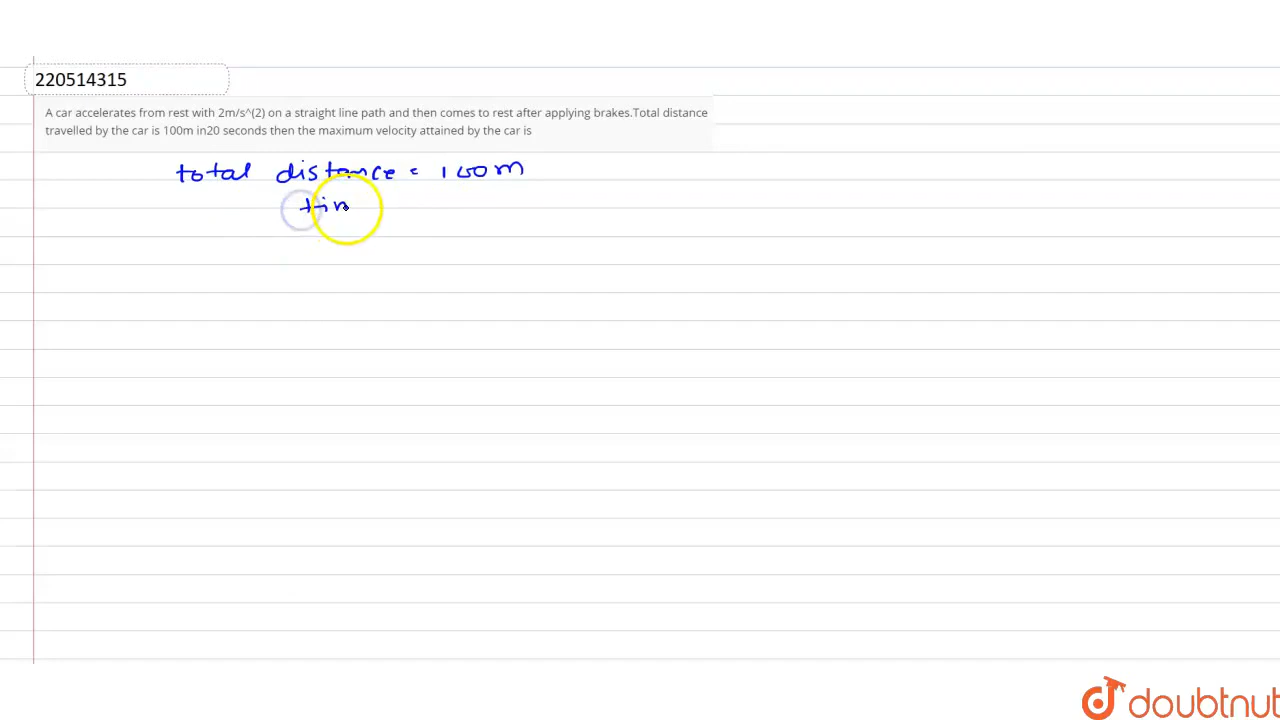 220514315
A car accelerates from rest with 2m/s^(2) on a straight line path and then comes to rest after applying brakes.Total distance
travelled by the car is 100m in20 seconds then the maximum velocity attained by the car is
total distance = 100m
tin
doubtnut